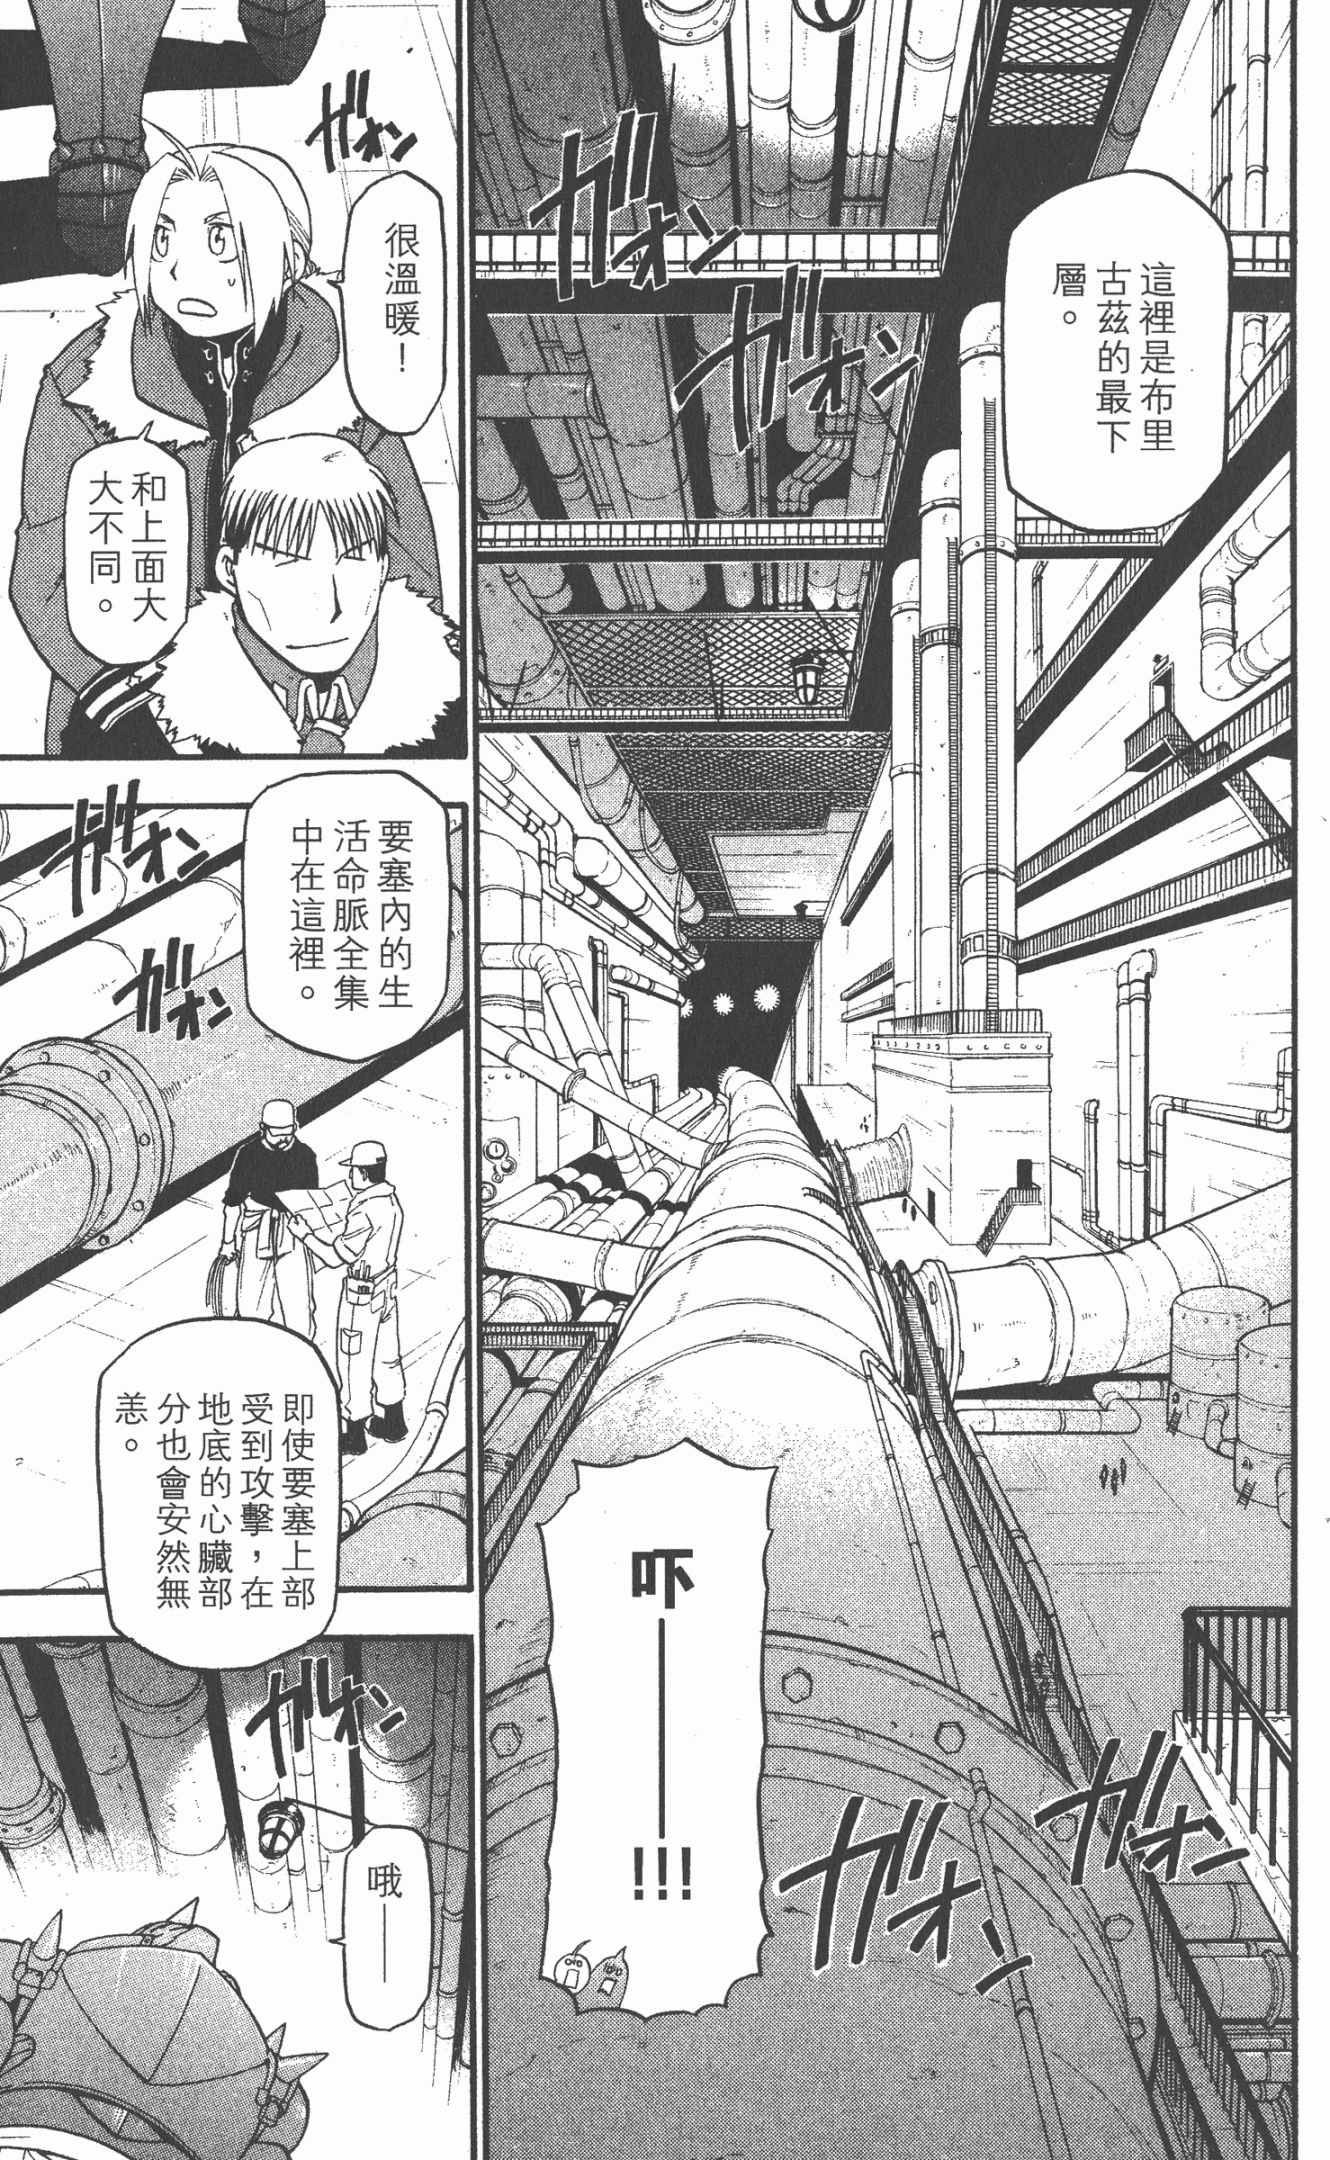 這裡是布里
古茲的最下
層。
ガオン
ガオン
吓——
!!!
ガオン
ガオン
ガオン
很溫暖！
和上面大
大不同。
要塞內的生
活命脈全集
中在這裡。
ガオン
ガオン
即使要塞上部
受到攻擊，在
地底的心臟部
分也會安然無
恙。
ガオン
哦——